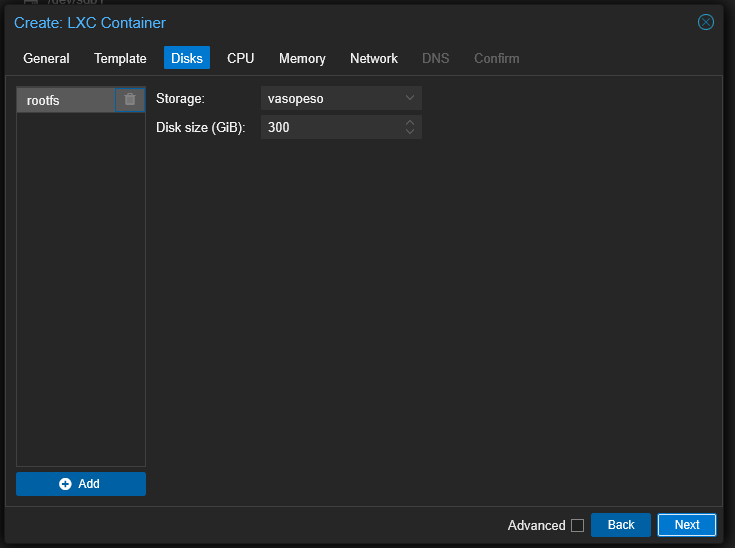 /dev/sdb1
Create: LXC Container
General Template Disks CPU Memory Network DNS Confirm
rootfs
Storage: vasopeso
Disk size (GiB): 300
Add
Advanced Back Next